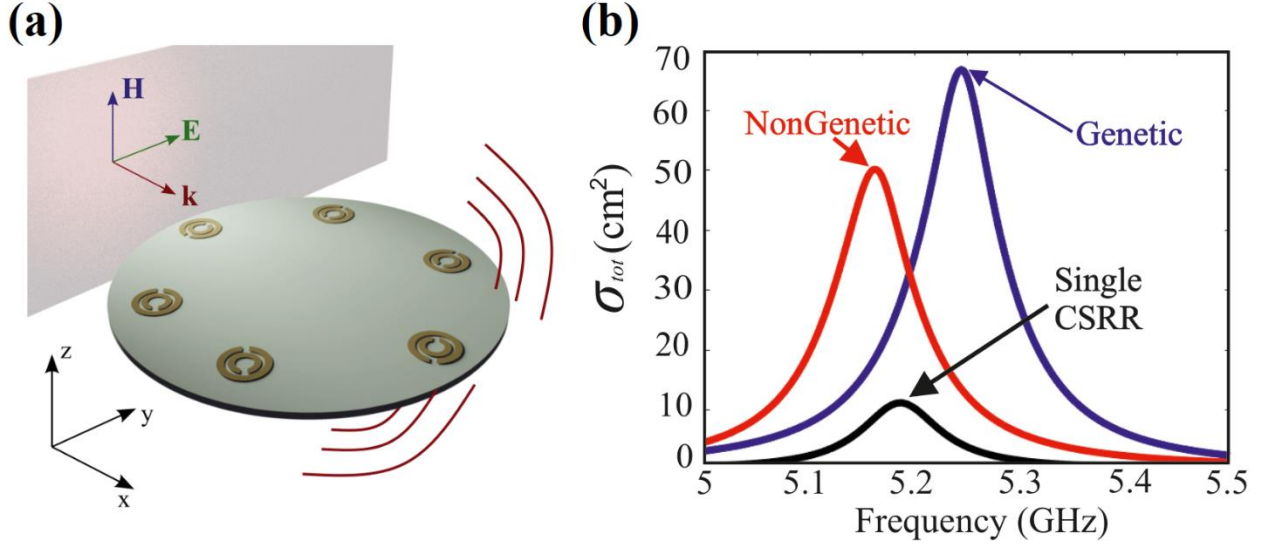 (a)
H
E
k
z
y
x
(b)
70
60
50
40
30
20
10
0
σtot (cm²)
NonGenetic
Genetic
Single
CSRR
5 5.1 5.2 5.3 5.4 5.5
Frequency (GHz)